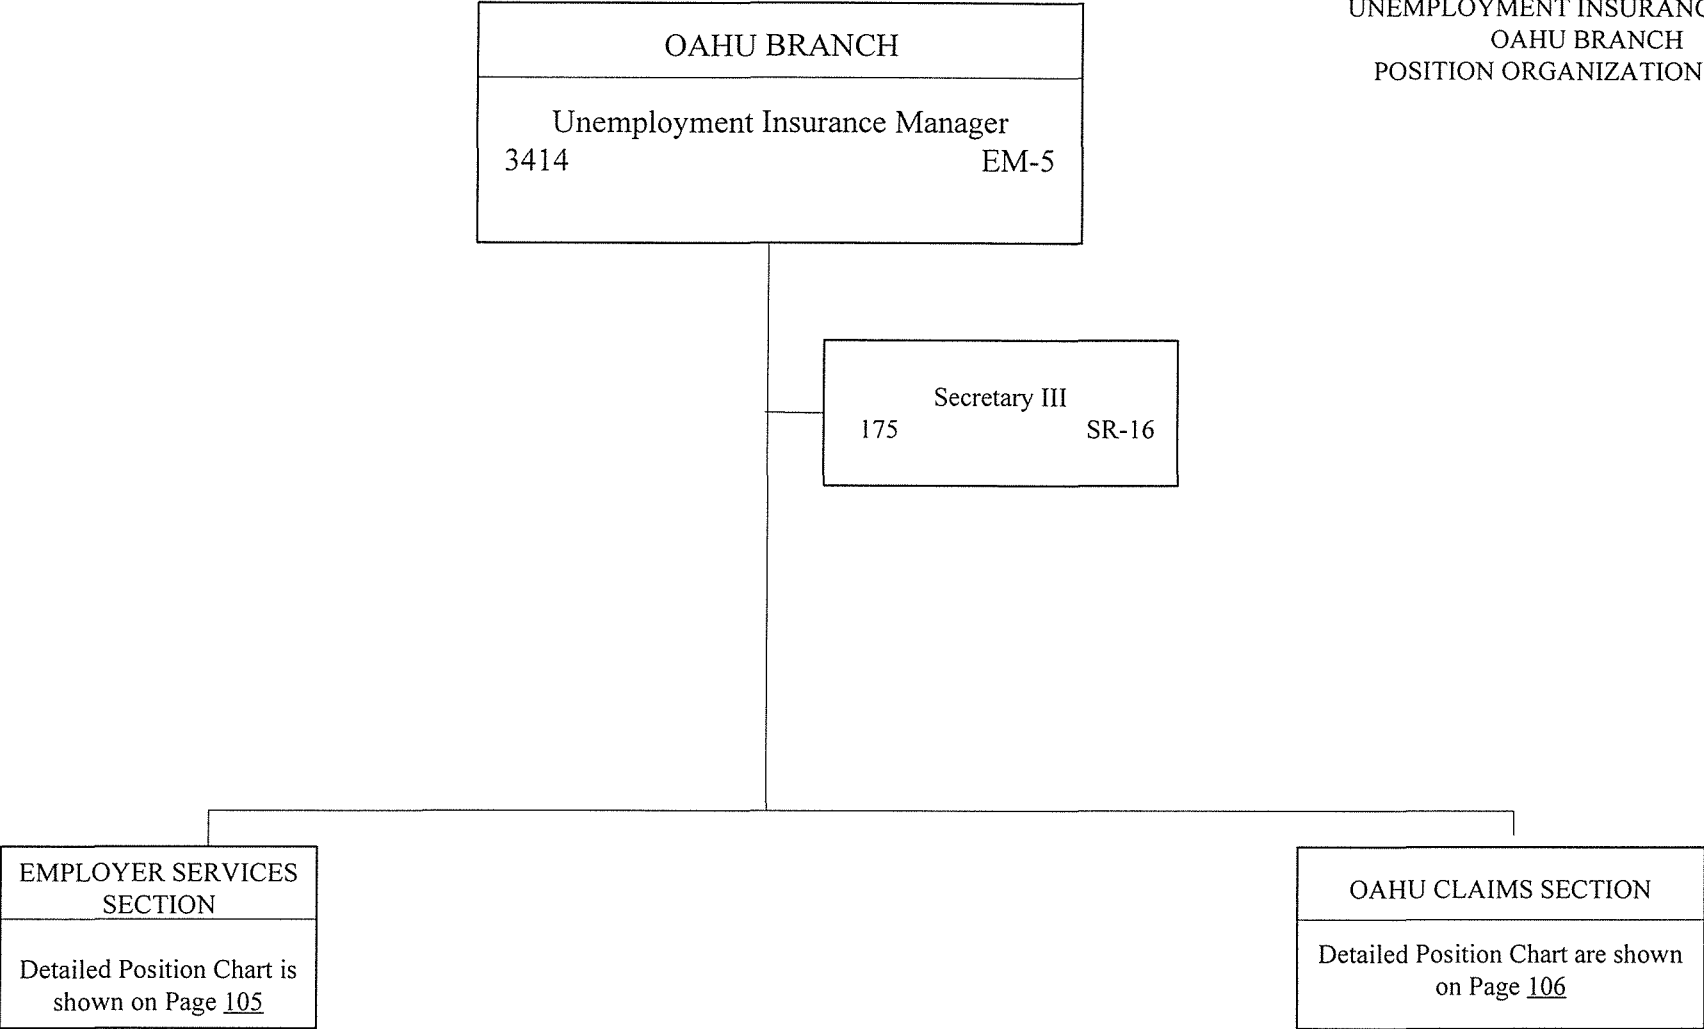 UNEMPLOYMENT INSURANC
OAHU BRANCH
POSITION ORGANIZATION
OAHU BRANCH
Unemployment Insurance Manager
3414 EM-5
Secretary III
175 SR-16
EMPLOYER SERVICES
SECTION
Detailed Position Chart is
shown on Page 105
OAHU CLAIMS SECTION
Detailed Position Chart are shown
on Page 106